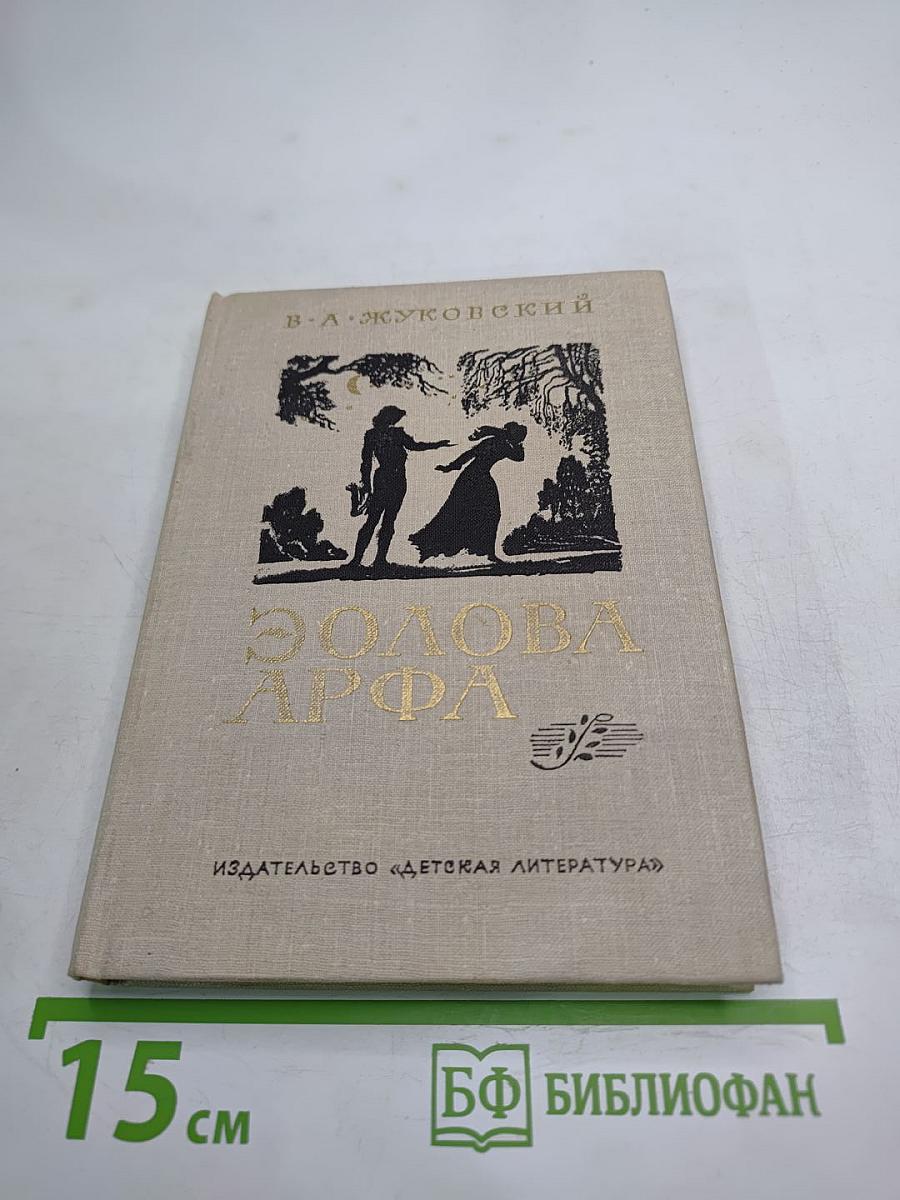 В·А·ЖУКОВСКИЙ
ЭОЛОВА
АРФА
ИЗДАТЕЛЬСТВО «ДЕТСКАЯ ЛИТЕРАТУРА»
15 см
БФ БИБЛИОФАН